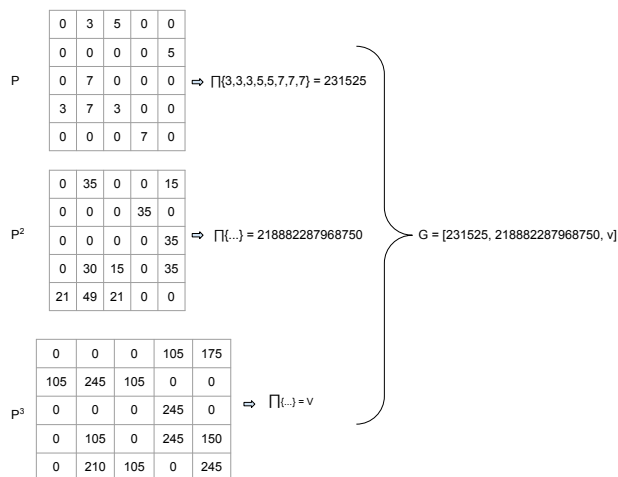 0 3 5 0 0
0 0 0 0 5
P 0 7 0 0 0 ⇨ ∏{3,3,3,5,5,7,7,7} = 231525
3 7 3 0 0
0 0 0 7 0
0 35 0 0 15
0 0 0 35 0
P² 0 0 0 0 35 ⇨ ∏{...} = 218882287968750 G = [231525, 218882287968750, v]
0 30 15 0 35
21 49 21 0 0
0 0 0 105 175
105 245 105 0 0
P³ 0 0 0 245 0 ⇨ ∏{...} = V
0 105 0 245 150
0 210 105 0 245